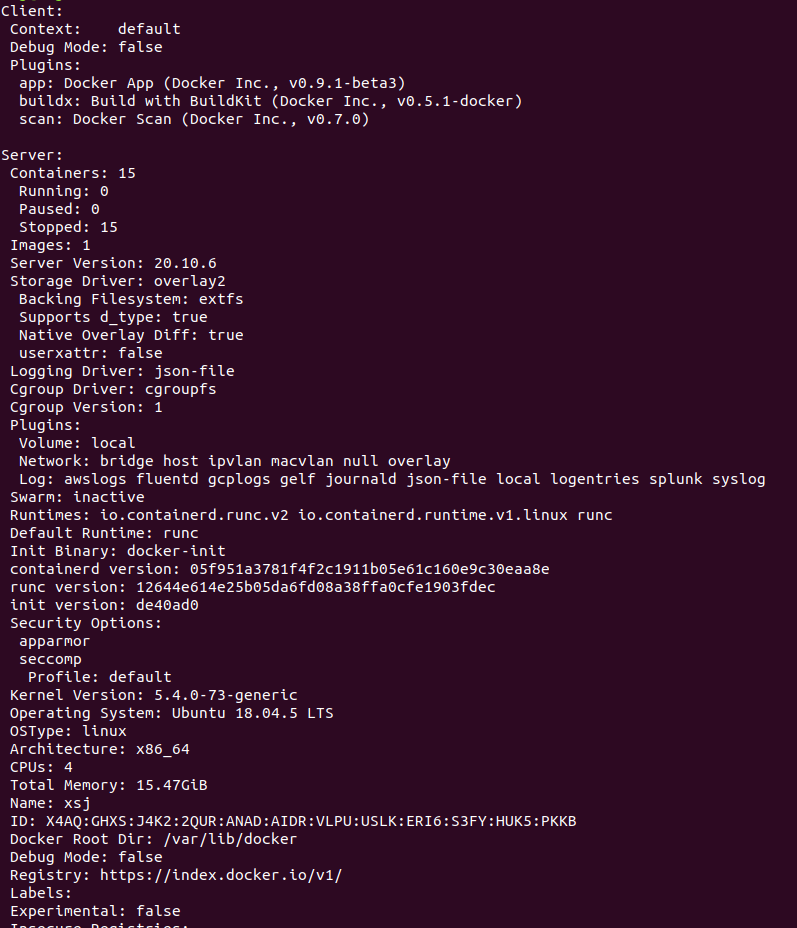 Client:
 Context:    default
 Debug Mode: false
 Plugins:
  app: Docker App (Docker Inc., v0.9.1-beta3)
  buildx: Build with BuildKit (Docker Inc., v0.5.1-docker)
  scan: Docker Scan (Docker Inc., v0.7.0)

Server:
 Containers: 15
  Running: 0
  Paused: 0
  Stopped: 15
 Images: 1
 Server Version: 20.10.6
 Storage Driver: overlay2
  Backing Filesystem: extfs
  Supports d_type: true
  Native Overlay Diff: true
  userxattr: false
 Logging Driver: json-file
 Cgroup Driver: cgroupfs
 Cgroup Version: 1
 Plugins:
  Volume: local
  Network: bridge host ipvlan macvlan null overlay
  Log: awslogs fluentd gcplogs gelf journald json-file local logentries splunk syslog
 Swarm: inactive
 Runtimes: io.containerd.runc.v2 io.containerd.runtime.v1.linux runc
 Default Runtime: runc
 Init Binary: docker-init
 containerd version: 05f951a3781f4f2c1911b05e61c160e9c30eaa8e
 runc version: 12644e614e25b05da6fd08a38ffa0cfe1903fdec
 init version: de40ad0
 Security Options:
  apparmor
  seccomp
   Profile: default
 Kernel Version: 5.4.0-73-generic
 Operating System: Ubuntu 18.04.5 LTS
 OSType: linux
 Architecture: x86_64
 CPUs: 4
 Total Memory: 15.47GiB
 Name: xsj
 ID: X4AQ:GHXS:J4K2:2QUR:ANAD:AIDR:VLPU:USLK:ERI6:S3FY:HUK5:PKKB
 Docker Root Dir: /var/lib/docker
 Debug Mode: false
 Registry: https://index.docker.io/v1/
 Labels:
 Experimental: false
 Insecure Registries: